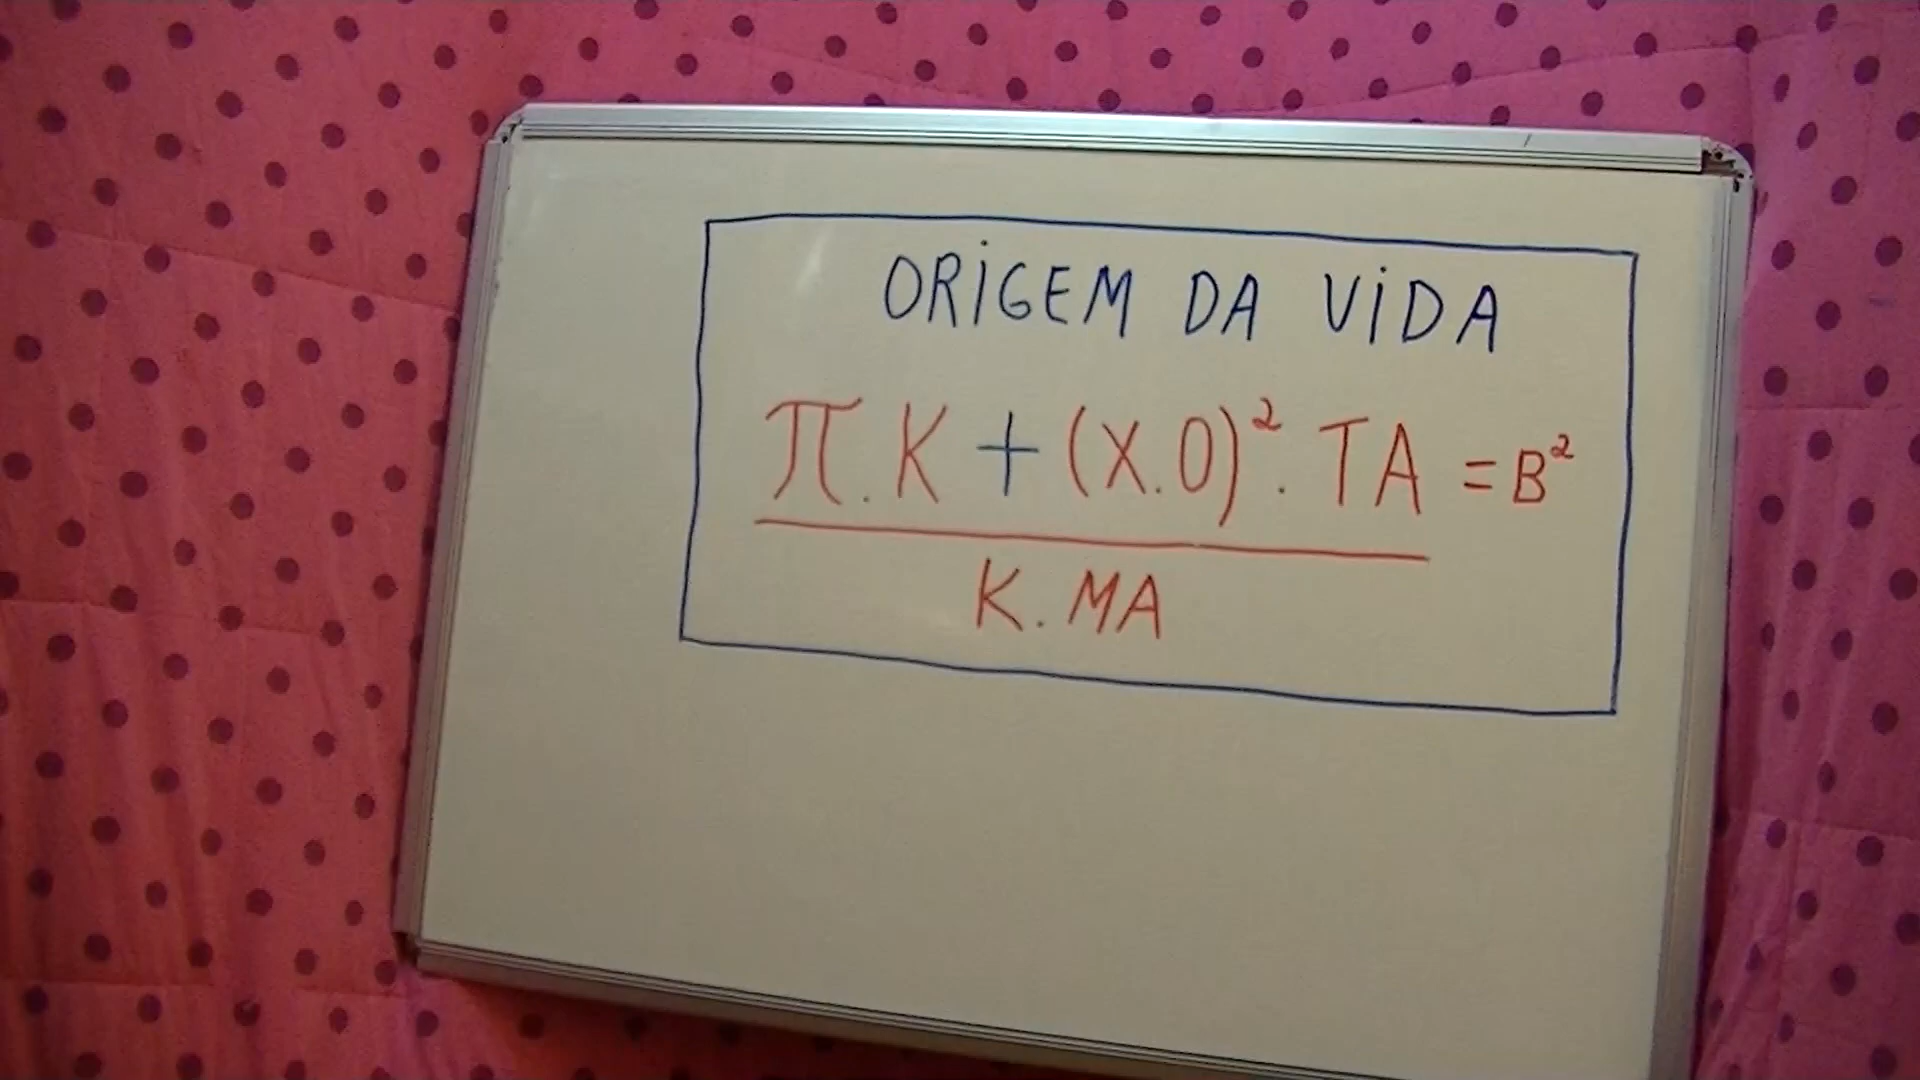 ORIGEM DA VIDA
π.K + (X.O)². TA = B²
K.MA